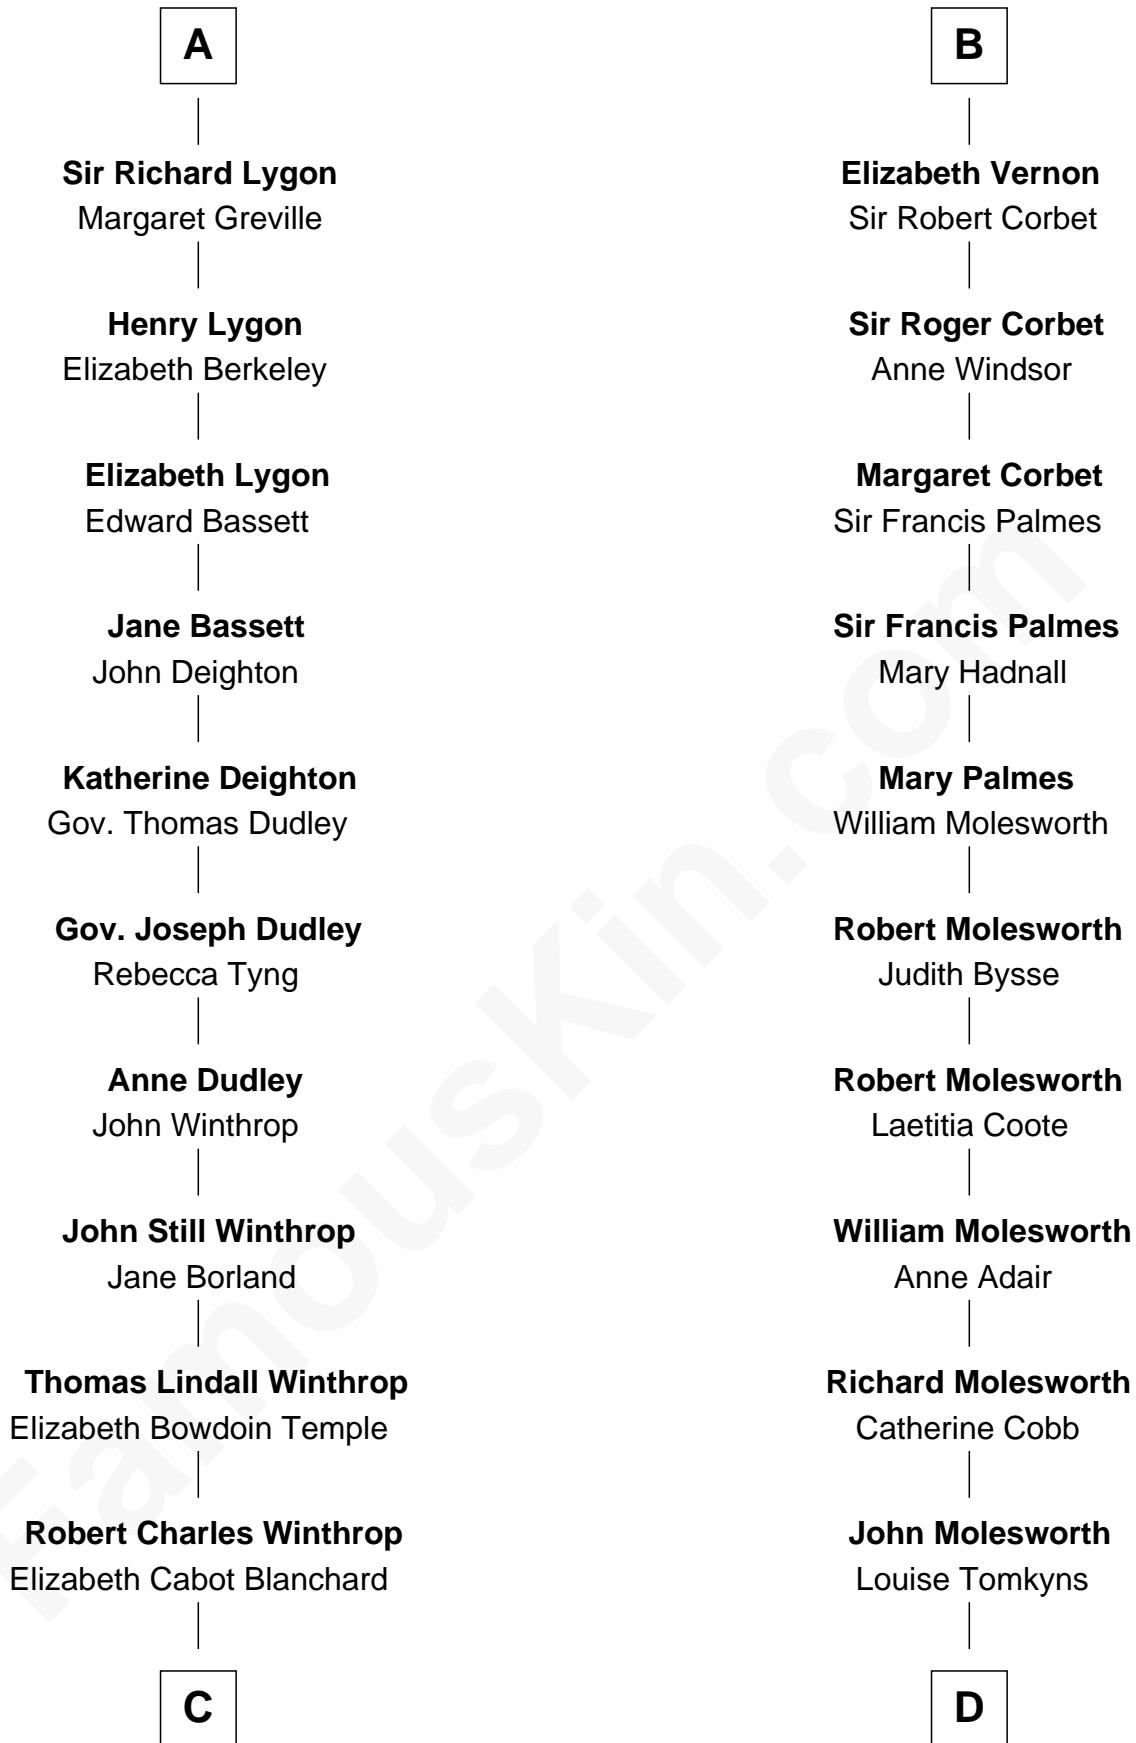 A
Sir Richard Lygon
Margaret Greville
Henry Lygon
Elizabeth Berkeley
Elizabeth Lygon
Edward Bassett
Jane Bassett
John Deighton
Katherine Deighton
Gov. Thomas Dudley
Gov. Joseph Dudley
Rebecca Tyng
Anne Dudley
John Winthrop
John Still Winthrop
Jane Borland
Thomas Lindall Winthrop
Elizabeth Bowdoin Temple
Robert Charles Winthrop
Elizabeth Cabot Blanchard
C
B
Elizabeth Vernon
Sir Robert Corbet
Sir Roger Corbet
Anne Windsor
Margaret Corbet
Sir Francis Palmes
Sir Francis Palmes
Mary Hadnall
Mary Palmes
William Molesworth
Robert Molesworth
Judith Bysse
Robert Molesworth
Laetitia Coote
William Molesworth
Anne Adair
Richard Molesworth
Catherine Cobb
John Molesworth
Louise Tomkyns
D
FamousKin.com